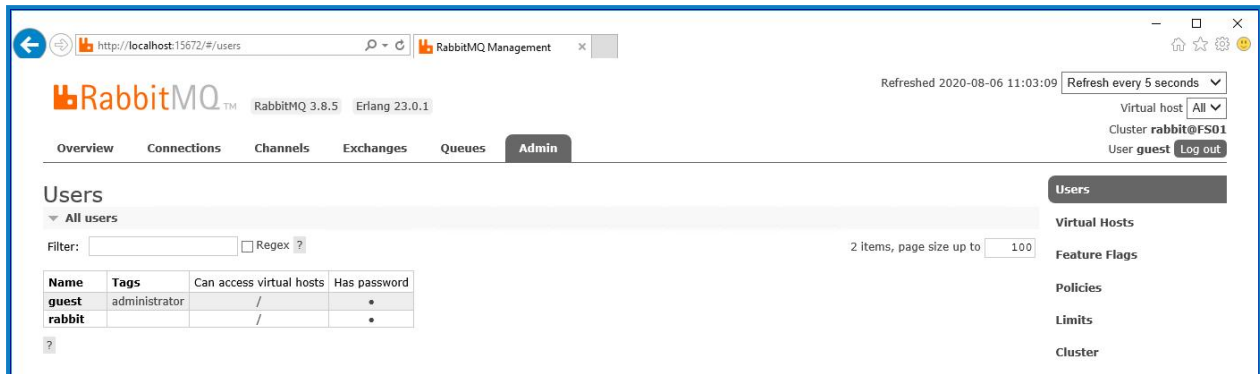 http://localhost:15672/#/users
RabbitMQ Management
Refreshed 2020-08-06 11:03:09 Refresh every 5 seconds
RabbitMQ TM RabbitMQ 3.8.5 Erlang 23.0.1
Virtual host All
Cluster rabbit@FS01
User guest Log out
Overview Connections Channels Exchanges Queues Admin
Users
All users
Filter: Regex ? 2 items, page size up to 100
Name Tags Can access virtual hosts Has password
guest administrator / •
rabbit / •
?
Users
Virtual Hosts
Feature Flags
Policies
Limits
Cluster